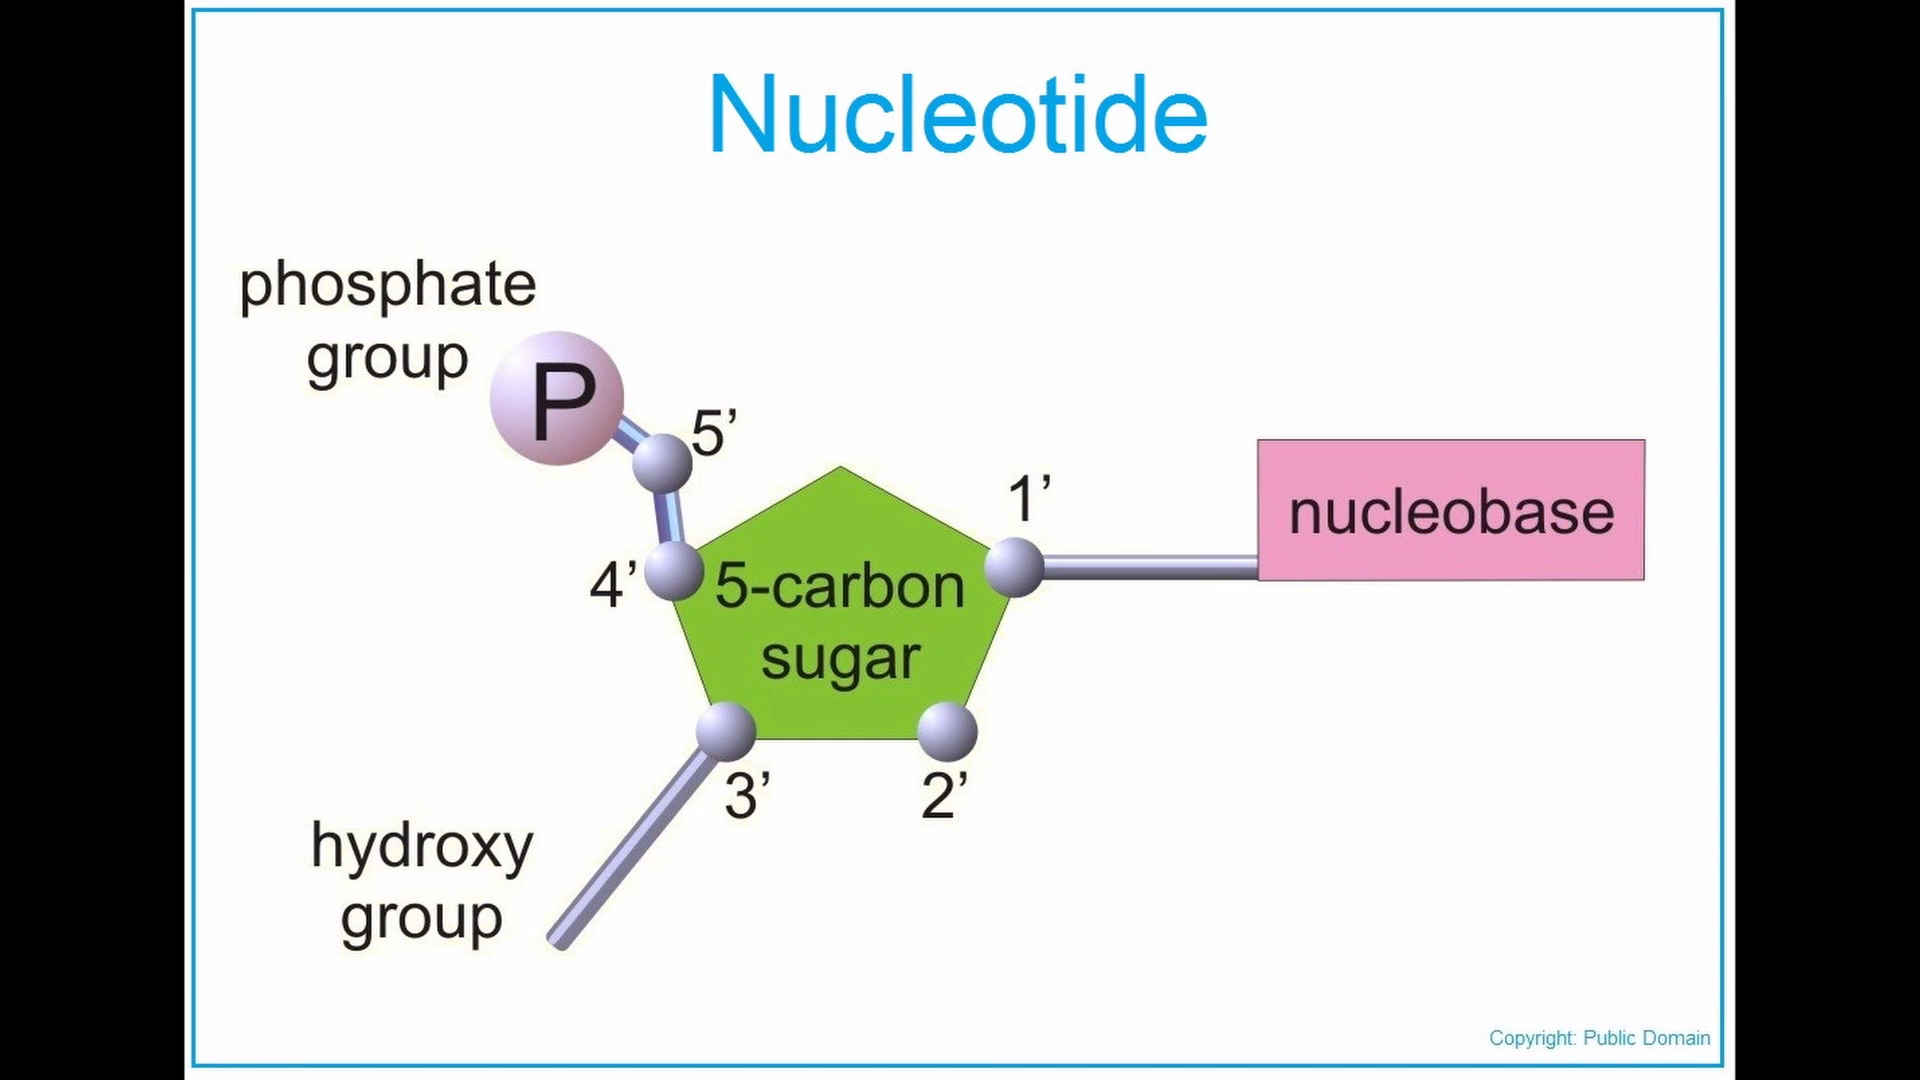 Nucleotide
phosphate
group
P
5’
1’
nucleobase
4’
5-carbon
sugar
3’
2’
hydroxy
group
Copyright: Public Domain